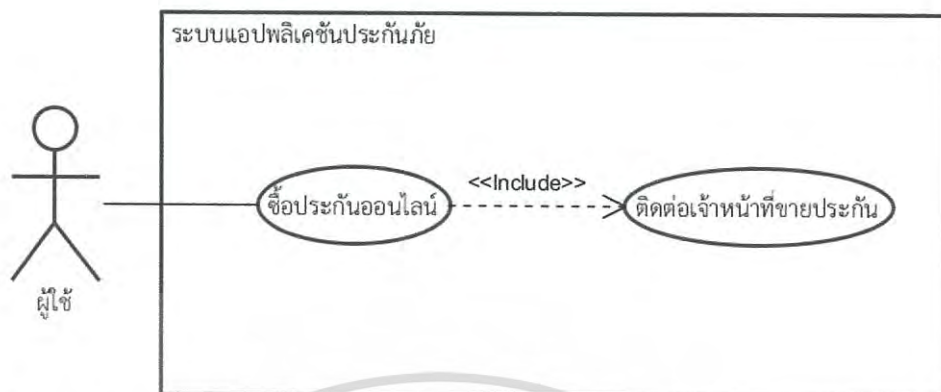 ระบบแอปพลิเคชันประกันภัย
<<Include>>
ซื้อประกันออนไลน์
ติดต่อเจ้าหน้าที่ขายประกัน
ผู้ใช้